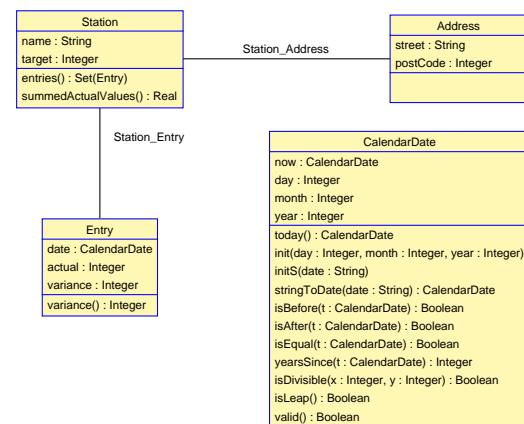 Station
name : String
target : Integer
entries() : Set(Entry)
summedActualValues() : Real
Station_Address
Address
street : String
postCode : Integer
Station_Entry
Entry
date : CalendarDate
actual : Integer
variance : Integer
variance() : Integer
CalendarDate
now : CalendarDate
day : Integer
month : Integer
year : Integer
today() : CalendarDate
init(day : Integer, month : Integer, year : Integer)
initS(date : String)
stringToDate(date : String) : CalendarDate
isBefore(t : CalendarDate) : Boolean
isAfter(t : CalendarDate) : Boolean
isEqual(t : CalendarDate) : Boolean
yearsSince(t : CalendarDate) : Integer
isDivisible(x : Integer, y : Integer) : Boolean
isLeap() : Boolean
valid() : Boolean